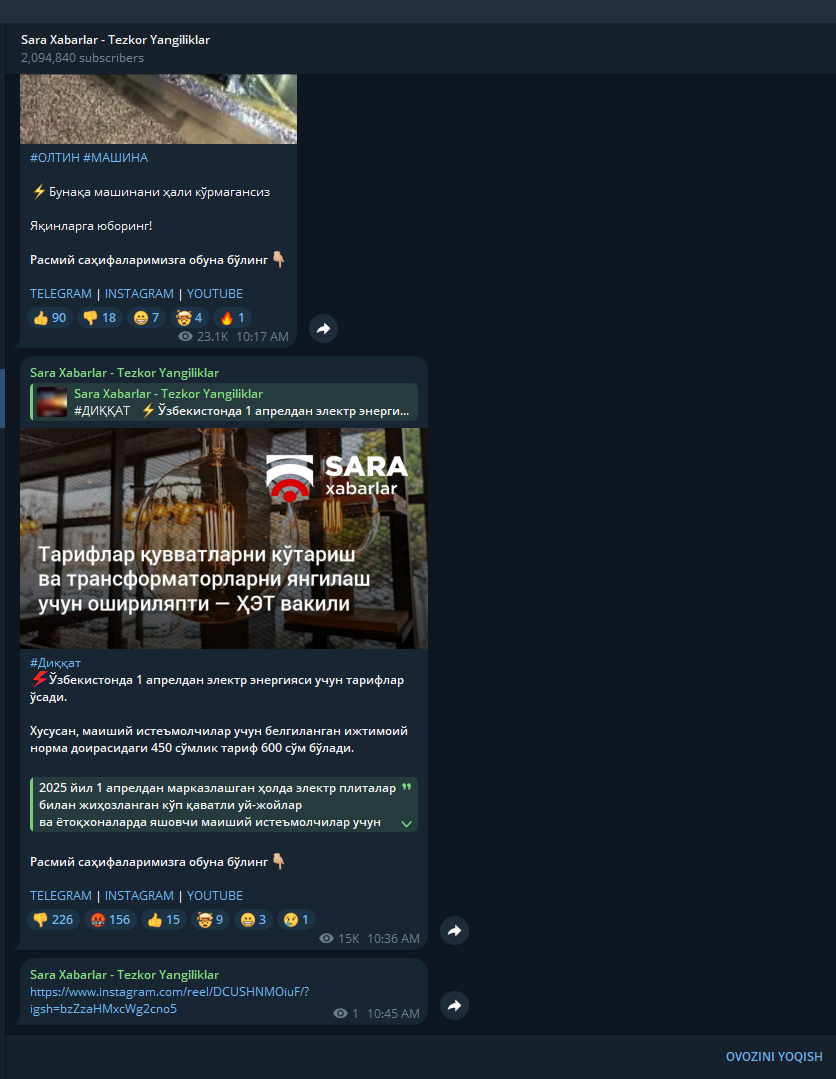 Sara Xabarlar - Tezkor Yangiliklar
2,094,840 subscribers
#ОЛТИН #МАШИНА
⚡Бунақа машинани ҳали кўрмагансиз
Яқинларга юборинг!
Расмий саҳифаларимизга обуна бўлинг👇🏼
TELEGRAM | INSTAGRAM | YOUTUBE
👍 90 👎 18 😁 7 🤯 4 🔥 1
23.1K 10:17 AM
Sara Xabarlar - Tezkor Yangiliklar
Sara Xabarlar - Tezkor Yangiliklar
#ДИҚҚАТ ⚡Ўзбекистонда 1 апрелдан электр энерги...
SARA
xabarlar
Тарифлар қувватларни кўтариш
ва трансформаторларни янгилаш
учун ошириляпти — ҲЭТ вакили
#Диққат
⚡Ўзбекистонда 1 апрелдан электр энергияси учун тарифлар
ўсади.
Хусусан, маиший истеъмолчилар учун белгиланган ижтимоий
норма доирасидаги 450 сўмлик тариф 600 сўм бўлади.
2025 йил 1 апрелдан марказлашган ҳолда электр плиталар
билан жиҳозланган кўп қаватли уй-жойлар
ва ётоқхоналарда яшовчи маиший истеъмолчилар учун
Расмий саҳифаларимизга обуна бўлинг👇🏼
TELEGRAM | INSTAGRAM | YOUTUBE
👎 226 🤬 156 👍 15 🤯 9 😁 3 😢 1
15K 10:36 AM
Sara Xabarlar - Tezkor Yangiliklar
https://www.instagram.com/reel/DCUSHNMOiuF/?
igsh=bzZzaHMxcWg2cno5
1 10:45 AM
OVOZINI YOQISH